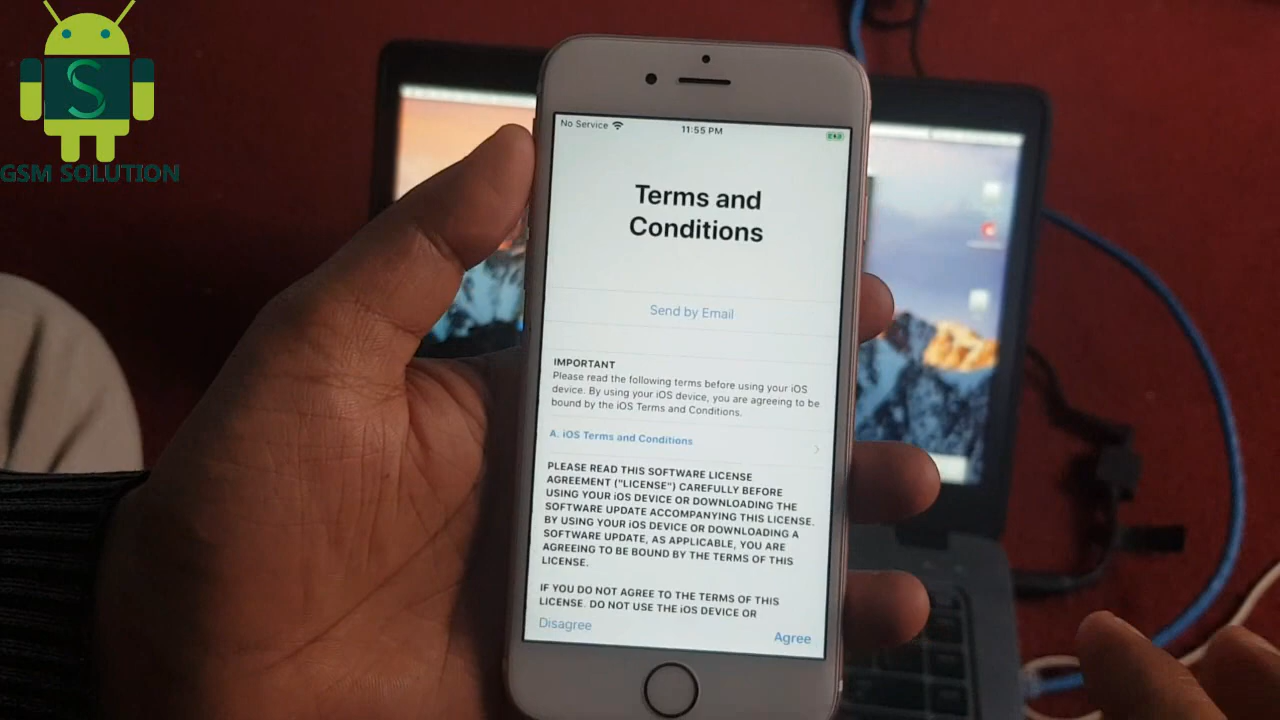 S
GSM SOLUTION
No Service
11:55 PM
Terms and
Conditions
Send by Email
IMPORTANT
Please read the following terms before using your iOS
device. By using your iOS device, you are agreeing to be
bound by the iOS Terms and Conditions.
A. iOS Terms and Conditions
PLEASE READ THIS SOFTWARE LICENSE
AGREEMENT ("LICENSE") CAREFULLY BEFORE
USING YOUR iOS DEVICE OR DOWNLOADING THE
SOFTWARE UPDATE ACCOMPANYING THIS LICENSE.
BY USING YOUR iOS DEVICE OR DOWNLOADING A
SOFTWARE UPDATE, AS APPLICABLE, YOU ARE
AGREEING TO BE BOUND BY THE TERMS OF THIS
LICENSE.
IF YOU DO NOT AGREE TO THE TERMS OF THIS
LICENSE, DO NOT USE THE iOS DEVICE OR
Disagree
Agree